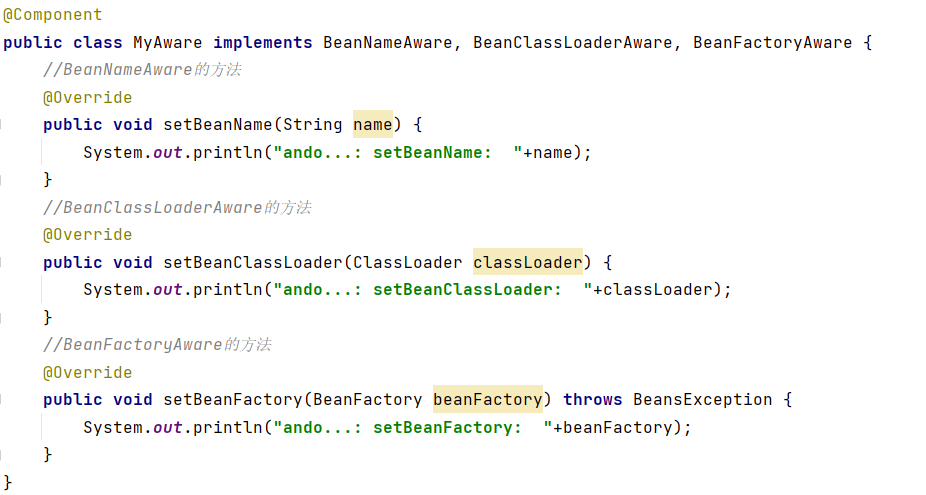 @Component
public class MyAware implements BeanNameAware, BeanClassLoaderAware, BeanFactoryAware {
    //BeanNameAware的方法
    @Override
    public void setBeanName(String name) {
        System.out.println("ando...: setBeanName:  "+name);
    }
    //BeanClassLoaderAware的方法
    @Override
    public void setBeanClassLoader(ClassLoader classLoader) {
        System.out.println("ando...: setBeanClassLoader:  "+classLoader);
    }
    //BeanFactoryAware的方法
    @Override
    public void setBeanFactory(BeanFactory beanFactory) throws BeansException {
        System.out.println("ando...: setBeanFactory:  "+beanFactory);
    }
}